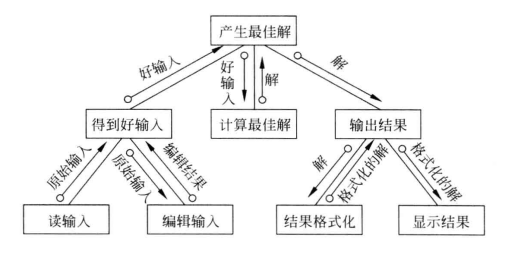 产生最佳解
好输入
好输入
解
解
得到好输入
计算最佳解
输出结果
原始输入
原始输入
编辑结果
解
格式化的解
格式化的解
读输入
编辑输入
结果格式化
显示结果